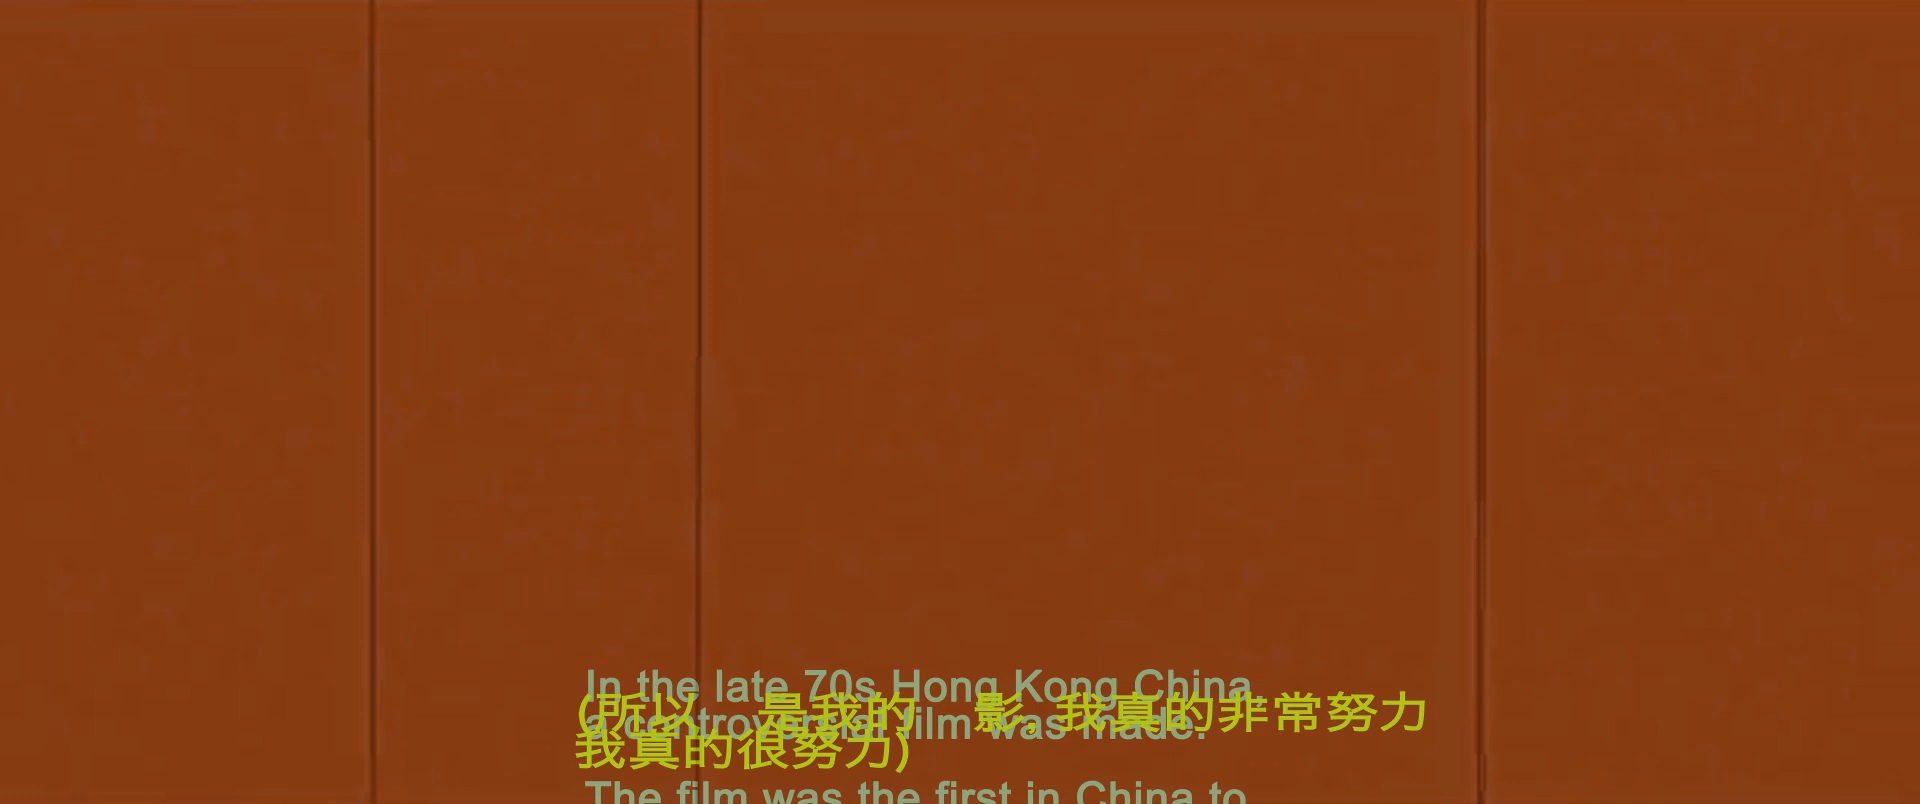 In the late 70s Hong Kong China,
(所以 是我的 影, 我真的非常努力
a controversial film was made.
我真的很努力)
The film was the first in China to